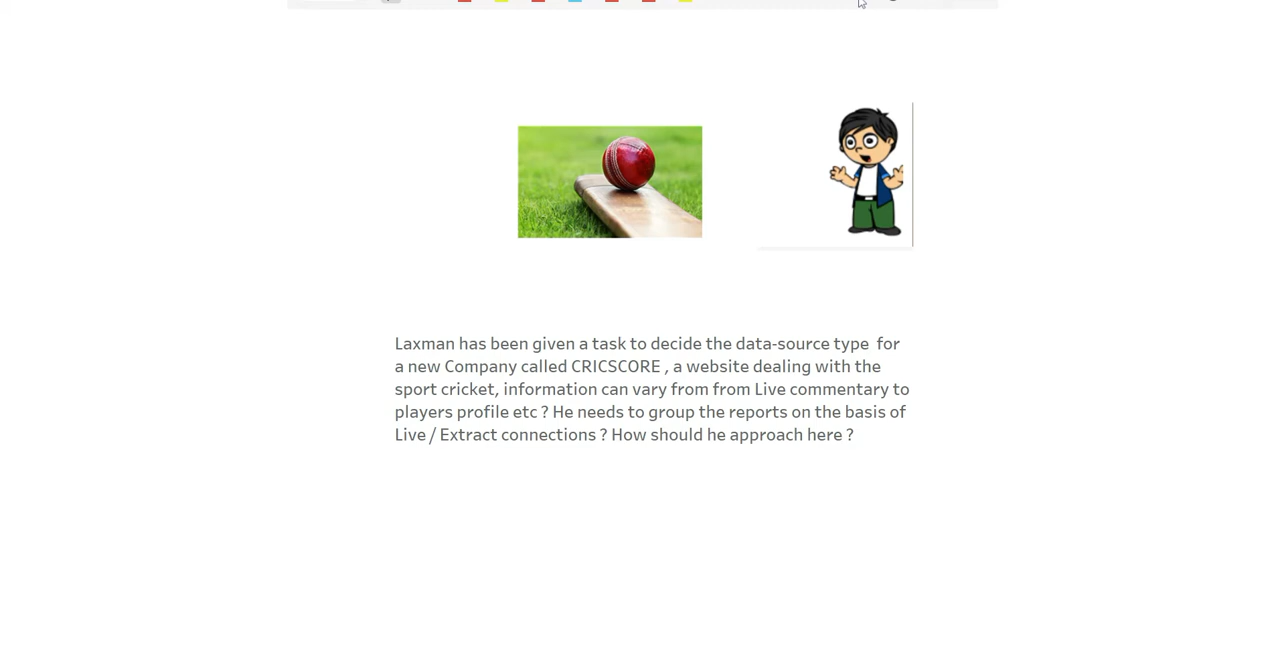 Laxman has been given a task to decide the data-source type  for
a new Company called CRICSCORE , a website dealing with the
sport cricket, information can vary from from Live commentary to
players profile etc ? He needs to group the reports on the basis of
Live / Extract connections ? How should he approach here ?